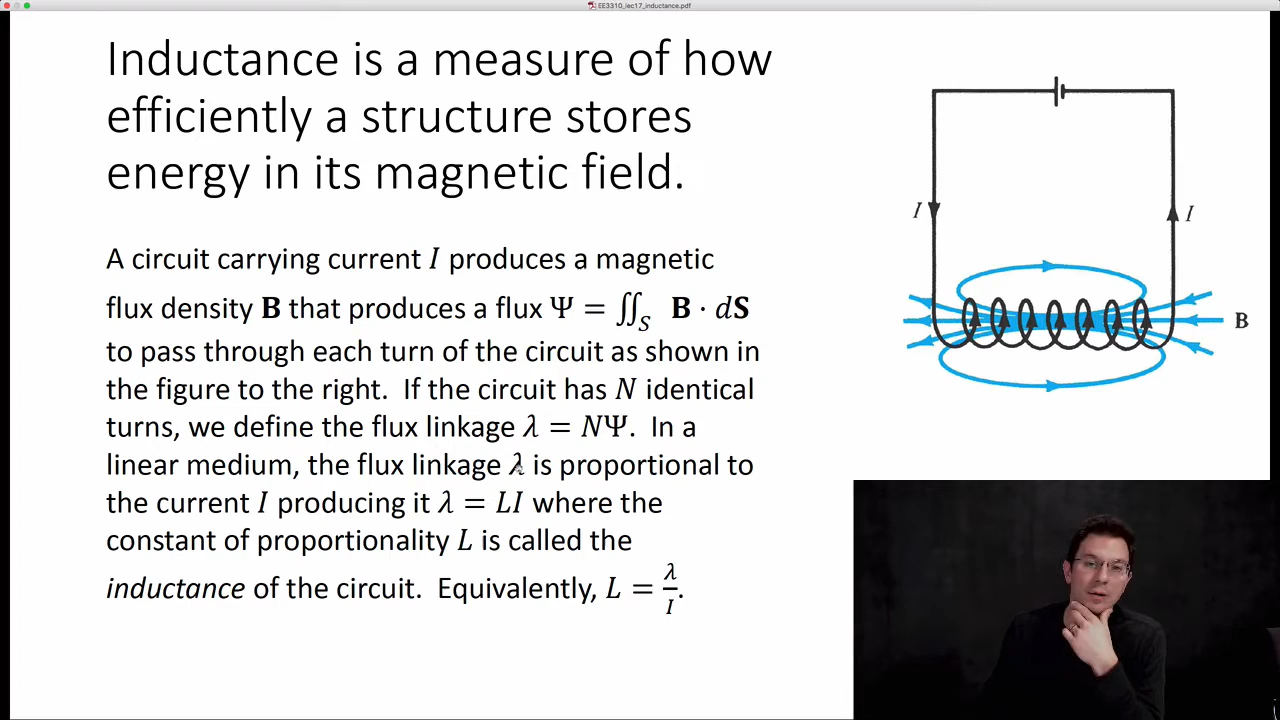 EE3310_lec17_inductance.pdf
Inductance is a measure of how
efficiently a structure stores
energy in its magnetic field.
A circuit carrying current I produces a magnetic
flux density B that produces a flux Ψ = ∬_S B · dS
to pass through each turn of the circuit as shown in
the figure to the right. If the circuit has N identical
turns, we define the flux linkage λ = NΨ. In a
linear medium, the flux linkage λ is proportional to
the current I producing it λ = LI where the
constant of proportionality L is called the
inductance of the circuit. Equivalently, L = λ/I.
I
I
B